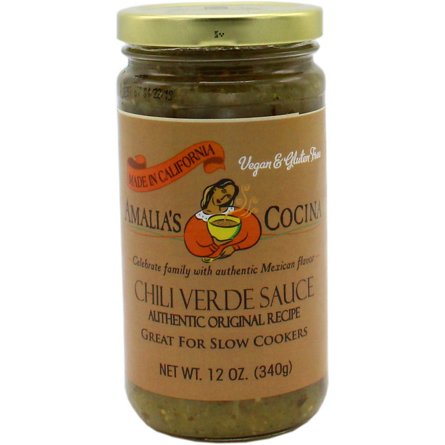 MADE IN CALIFORNIA
Vegan & Gluten Free
AMALIA'S COCINA
Celebrate family with authentic Mexican flavor
CHILI VERDE SAUCE
AUTHENTIC ORIGINAL RECIPE
GREAT FOR SLOW COOKERS
NET WT. 12 OZ. (340g)